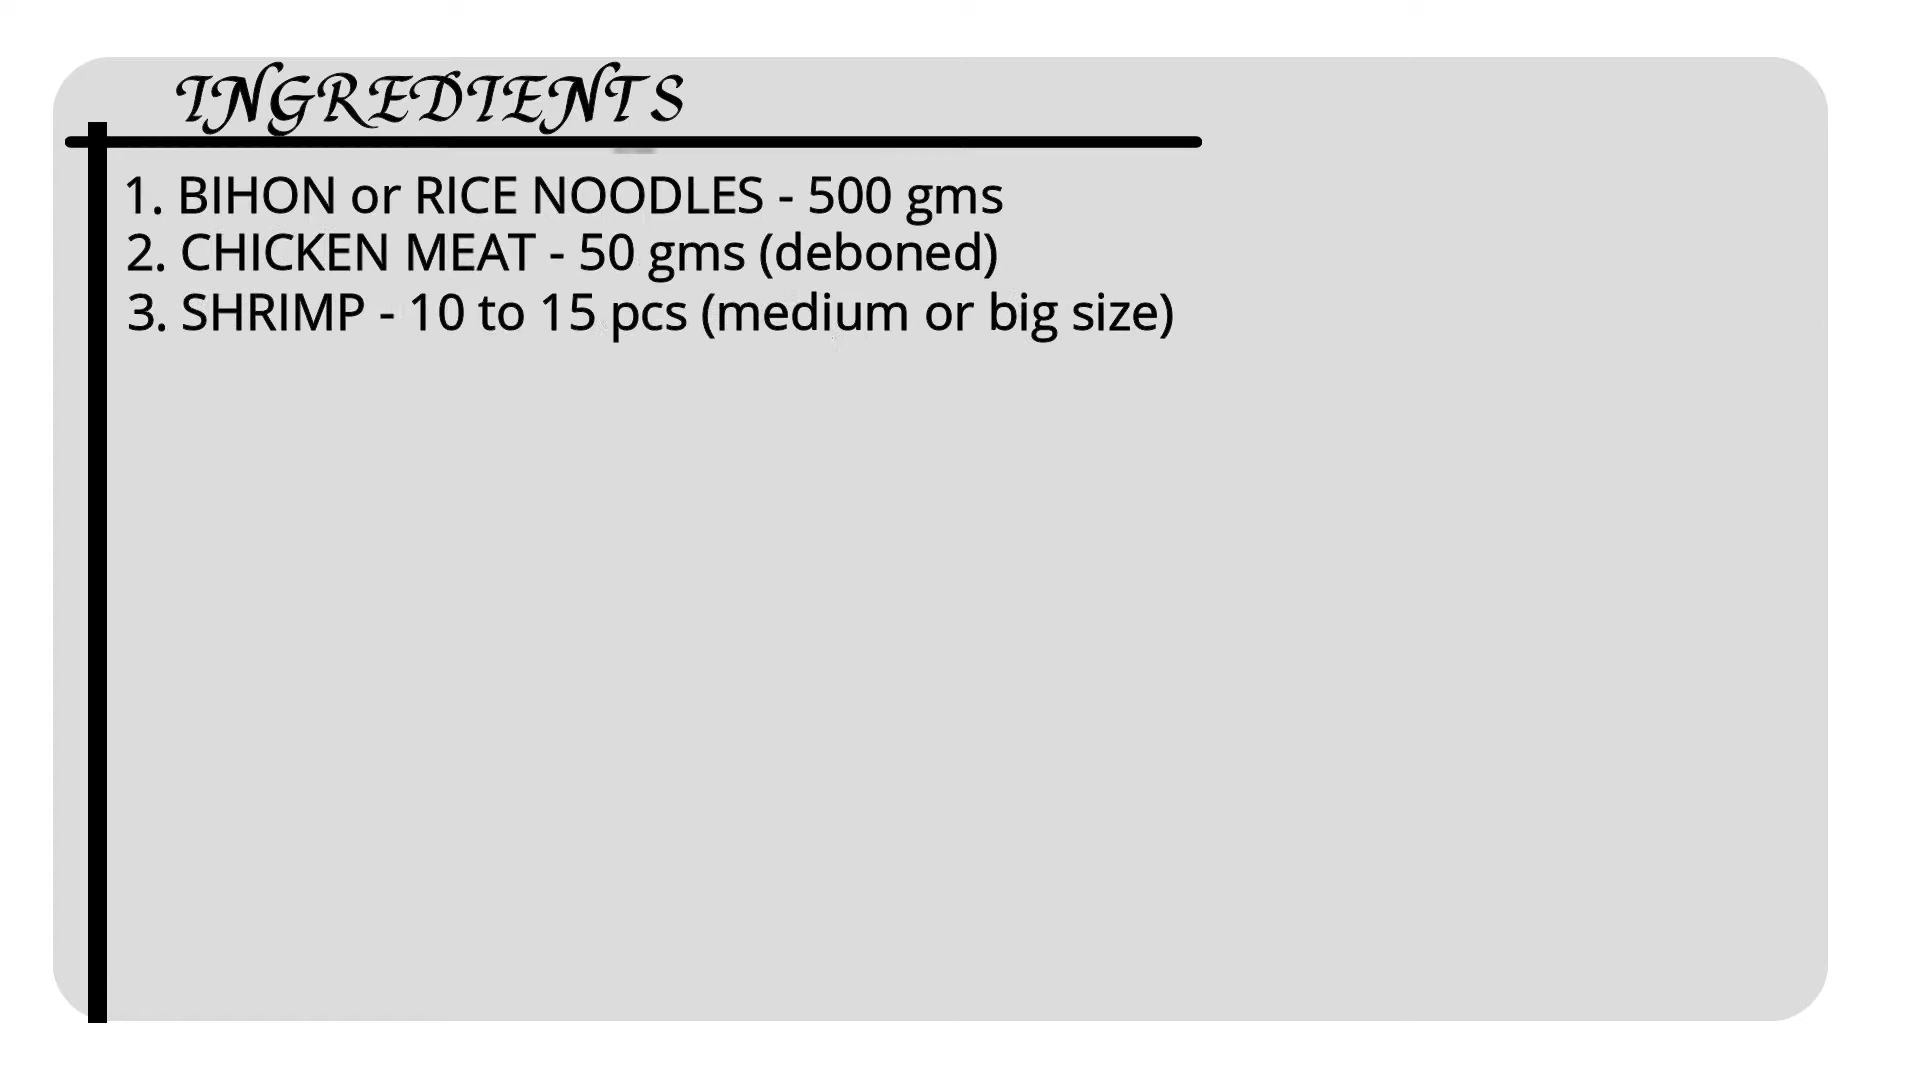 INGREDIENTS
1. BIHON or RICE NOODLES - 500 gms
2. CHICKEN MEAT - 50 gms (deboned)
3. SHRIMP - 10 to 15 pcs (medium or big size)